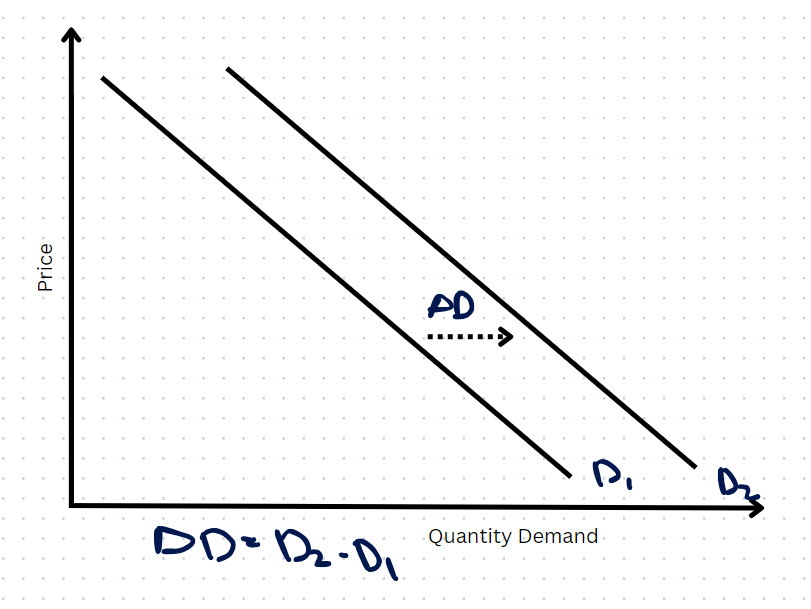 Price
ΔD
D₁
D₂
Quantity Demand
ΔD = D₂ - D₁